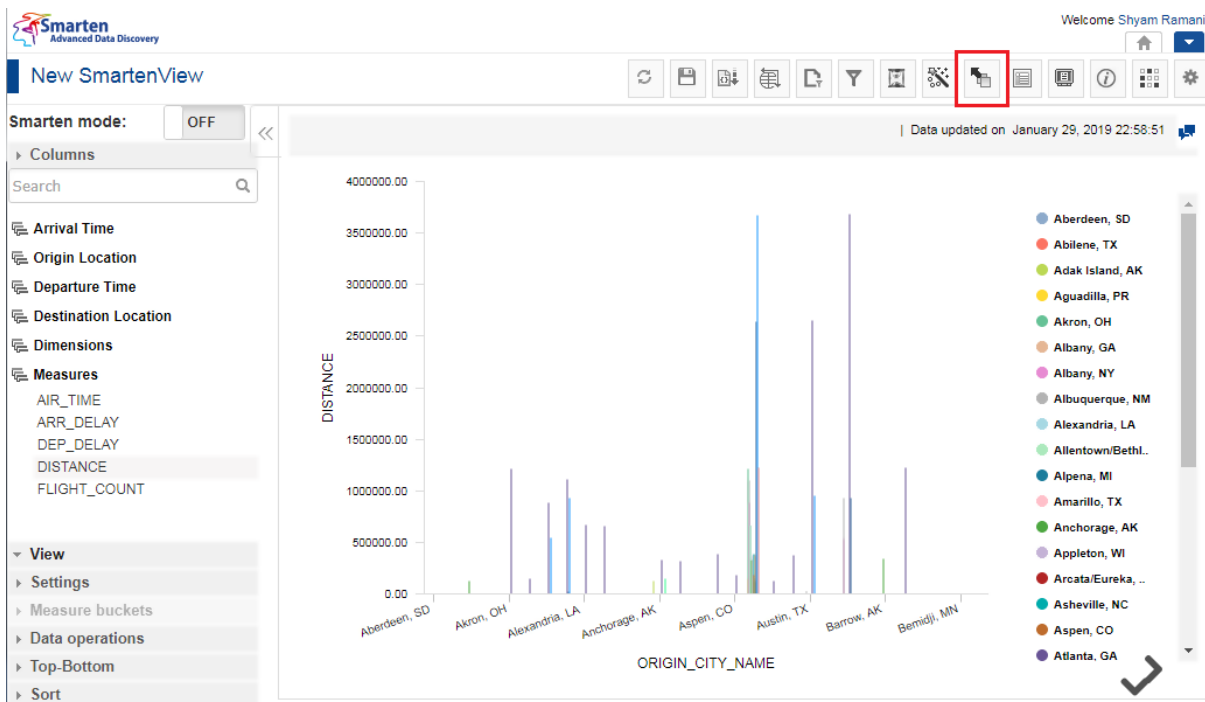 Smarten
Advanced Data Discovery
Welcome Shyam Ramani
New SmartenView
Smarten mode:
OFF
| Data updated on January 29, 2019 22:58:51
Columns
Search
Arrival Time
Origin Location
Departure Time
Destination Location
Dimensions
Measures
AIR_TIME
ARR_DELAY
DEP_DELAY
DISTANCE
FLIGHT_COUNT
View
Settings
Measure buckets
Data operations
Top-Bottom
Sort
4000000.00
3500000.00
3000000.00
2500000.00
2000000.00
1500000.00
1000000.00
500000.00
0.00
DISTANCE
Aberdeen, SD
Akron, OH
Alexandria, LA
Anchorage, AK
Aspen, CO
Austin, TX
Barrow, AK
Bemidji, MN
ORIGIN_CITY_NAME
Aberdeen, SD
Abilene, TX
Adak Island, AK
Aguadilla, PR
Akron, OH
Albany, GA
Albany, NY
Albuquerque, NM
Alexandria, LA
Allentown/Bethl..
Alpena, MI
Amarillo, TX
Anchorage, AK
Appleton, WI
Arcata/Eureka, ..
Asheville, NC
Aspen, CO
Atlanta, GA